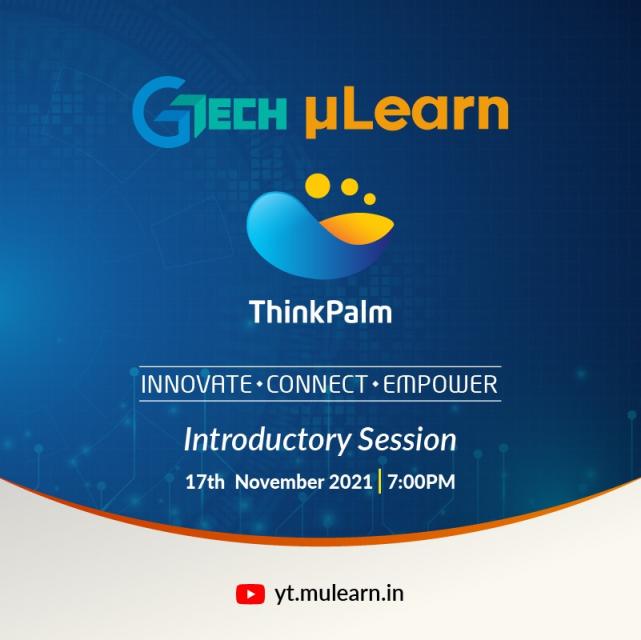 GTECH µLearn
ThinkPalm
INNOVATE • CONNECT • EMPOWER
Introductory Session
17th November 2021 | 7:00PM
yt.mulearn.in